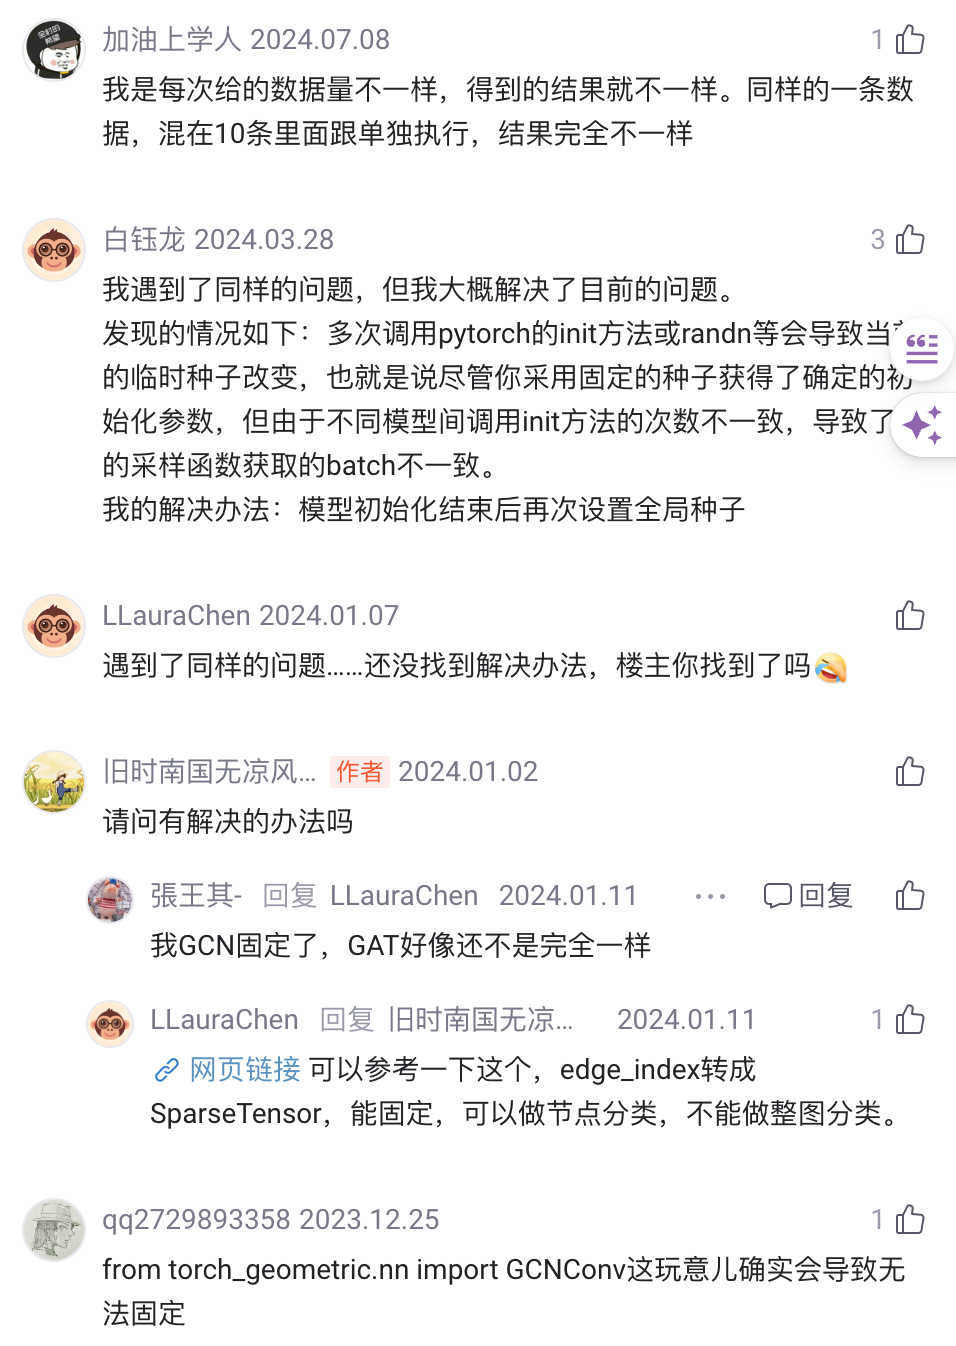 加油上学人 2024.07.08 1
我是每次给的数据量不一样，得到的结果就不一样。同样的一条数
据，混在10条里面跟单独执行，结果完全不一样
白钰龙 2024.03.28 3
我遇到了同样的问题，但我大概解决了目前的问题。
发现的情况如下：多次调用pytorch的init方法或randn等会导致当
的临时种子改变，也就是说尽管你采用固定的种子获得了确定的初
始化参数，但由于不同模型间调用init方法的次数不一致，导致了
的采样函数获取的batch不一致。
我的解决办法：模型初始化结束后再次设置全局种子
LLauraChen 2024.01.07
遇到了同样的问题……还没找到解决办法，楼主你找到了吗🤣
旧时南国无凉风... 作者 2024.01.02
请问有解决的办法吗
張王其- 回复 LLauraChen 2024.01.11 ··· 回复
我GCN固定了，GAT好像还不是完全一样
LLauraChen 回复 旧时南国无凉... 2024.01.11 1
网页链接 可以参考一下这个，edge_index转成
SparseTensor，能固定，可以做节点分类，不能做整图分类。
qq2729893358 2023.12.25 1
from torch_geometric.nn import GCNConv这玩意儿确实会导致无
法固定